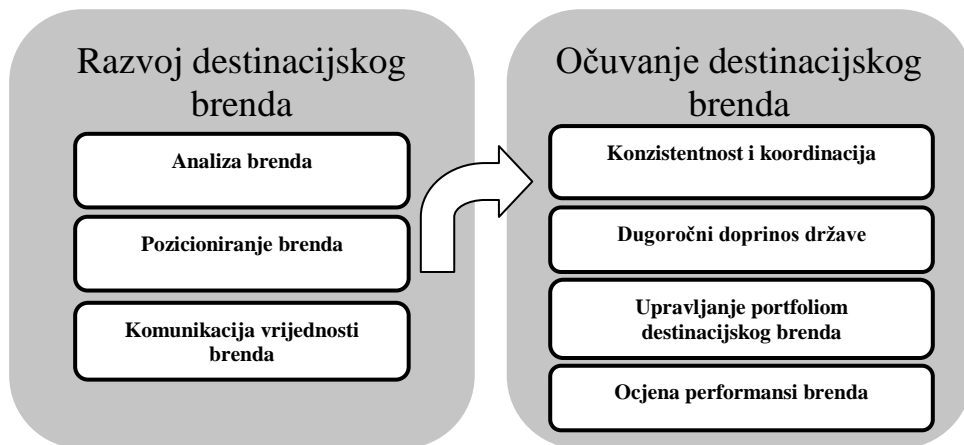 Razvoj destinacijskog
brenda
Analiza brenda
Pozicioniranje brenda
Komunikacija vrijednosti
brenda
Očuvanje destinacijskog
brenda
Konzistentnost i koordinacija
Dugoročni doprinos države
Upravljanje portfoliom
destinacijskog brenda
Ocjena performansi brenda